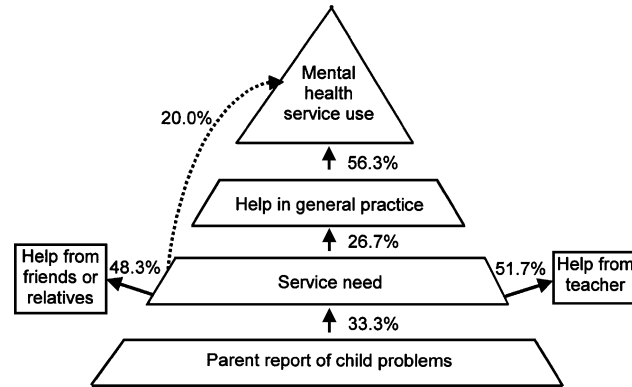 Mental
health
service use
20.0%
56.3%
Help in general practice
26.7%
Help from
friends or
relatives
48.3%
Service need
51.7%
Help from
teacher
33.3%
Parent report of child problems